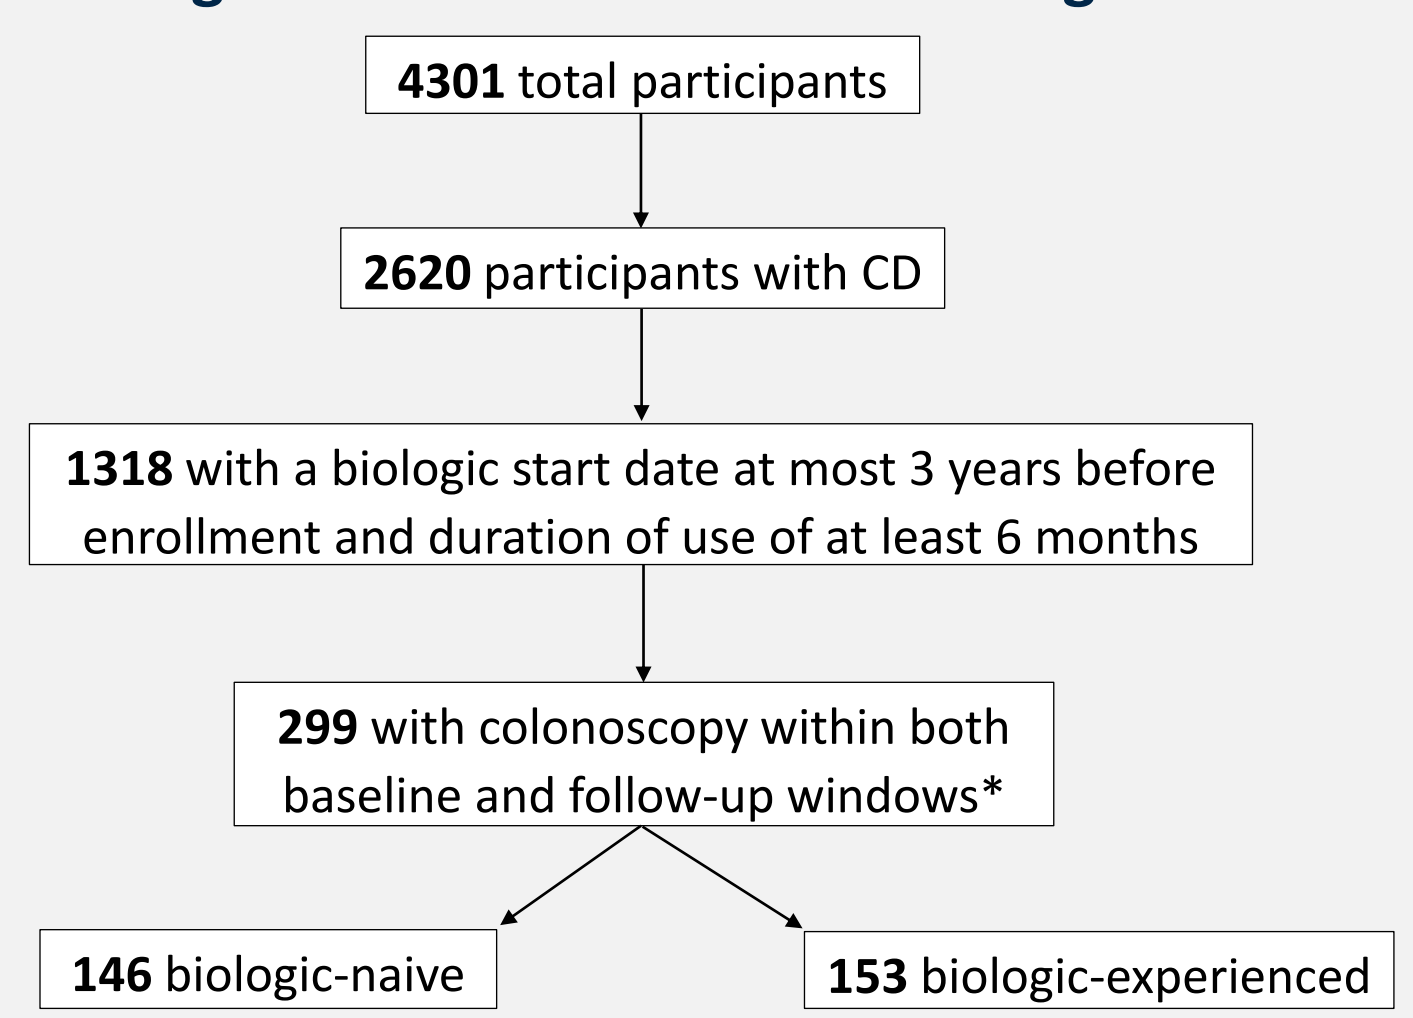 4301 total participants
2620 participants with CD
1318 with a biologic start date at most 3 years before
enrollment and duration of use of at least 6 months
299 with colonoscopy within both
baseline and follow-up windows*
146 biologic-naive
153 biologic-experienced